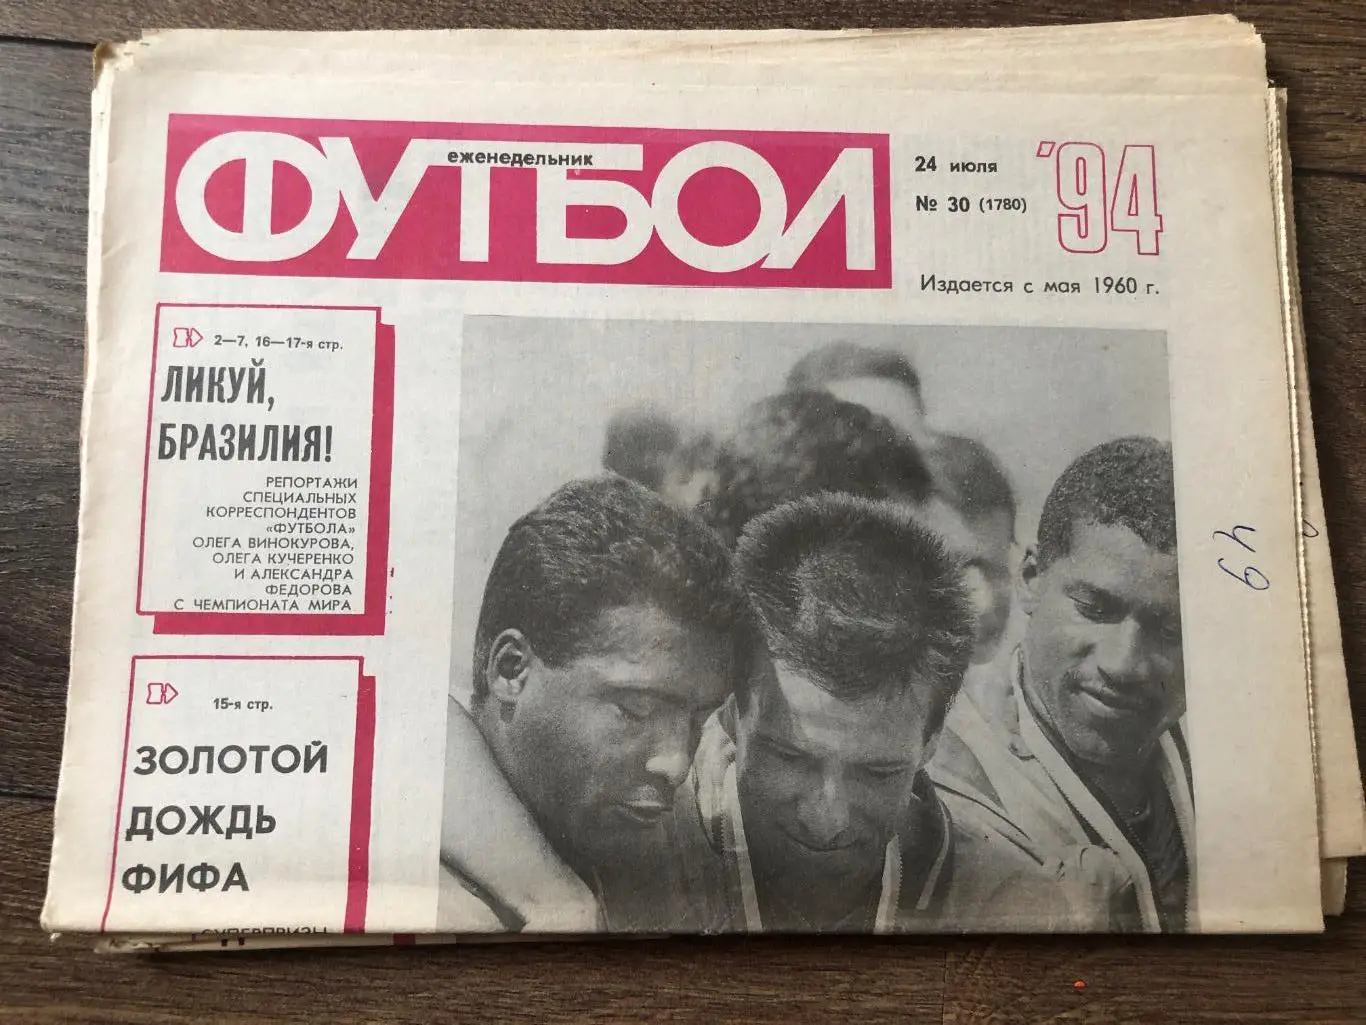 ФУТБОЛ
еженедельник
24 июля
№ 30 (1780)
'94
Издается с мая 1960 г.
2—7, 16—17-я стр.
ЛИКУЙ,
БРАЗИЛИЯ!
РЕПОРТАЖИ
СПЕЦИАЛЬНЫХ
КОРРЕСПОНДЕНТОВ
«ФУТБОЛА»
ОЛЕГА ВИНОКУРОВА,
ОЛЕГА КУЧЕРЕНКО
И АЛЕКСАНДРА
ФЕДОРОВА
С ЧЕМПИОНАТА МИРА
15-я стр.
ЗОЛОТОЙ
ДОЖДЬ
ФИФА
СУПЕРПРИЗЫ
49